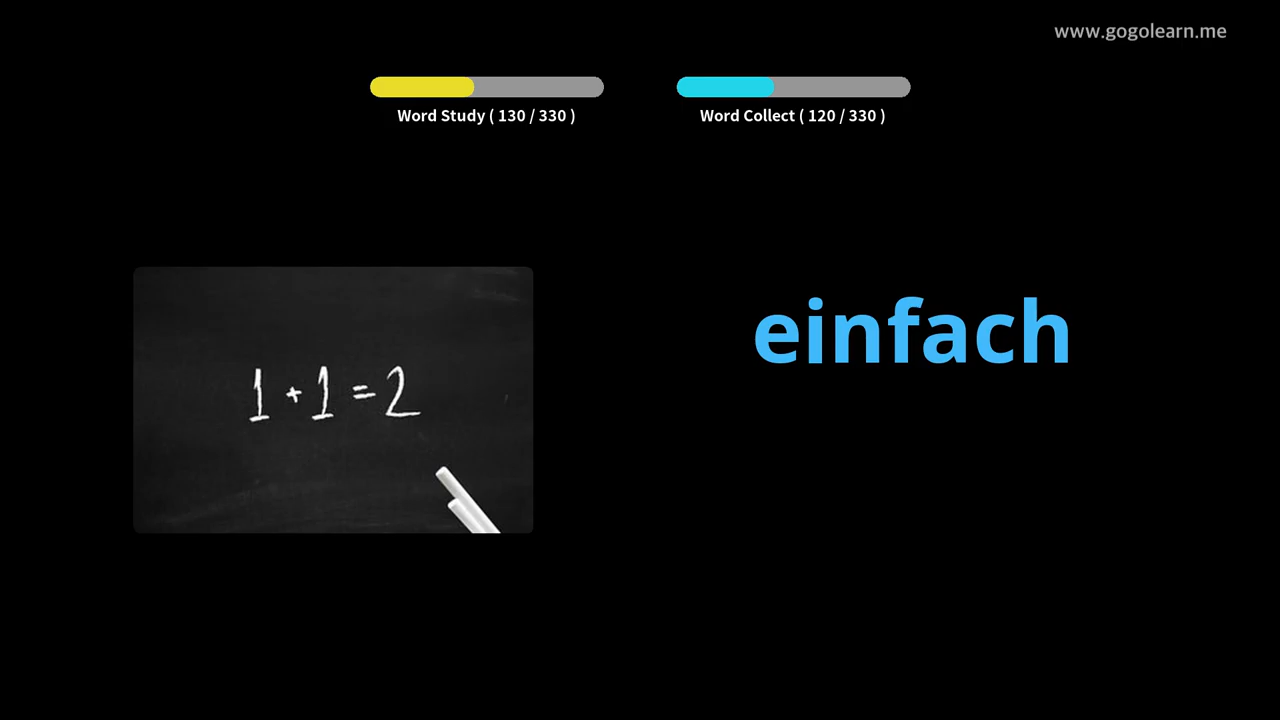 www.gogolearn.me
Word Study ( 130 / 330 )
Word Collect ( 120 / 330 )
einfach
1 + 1 = 2